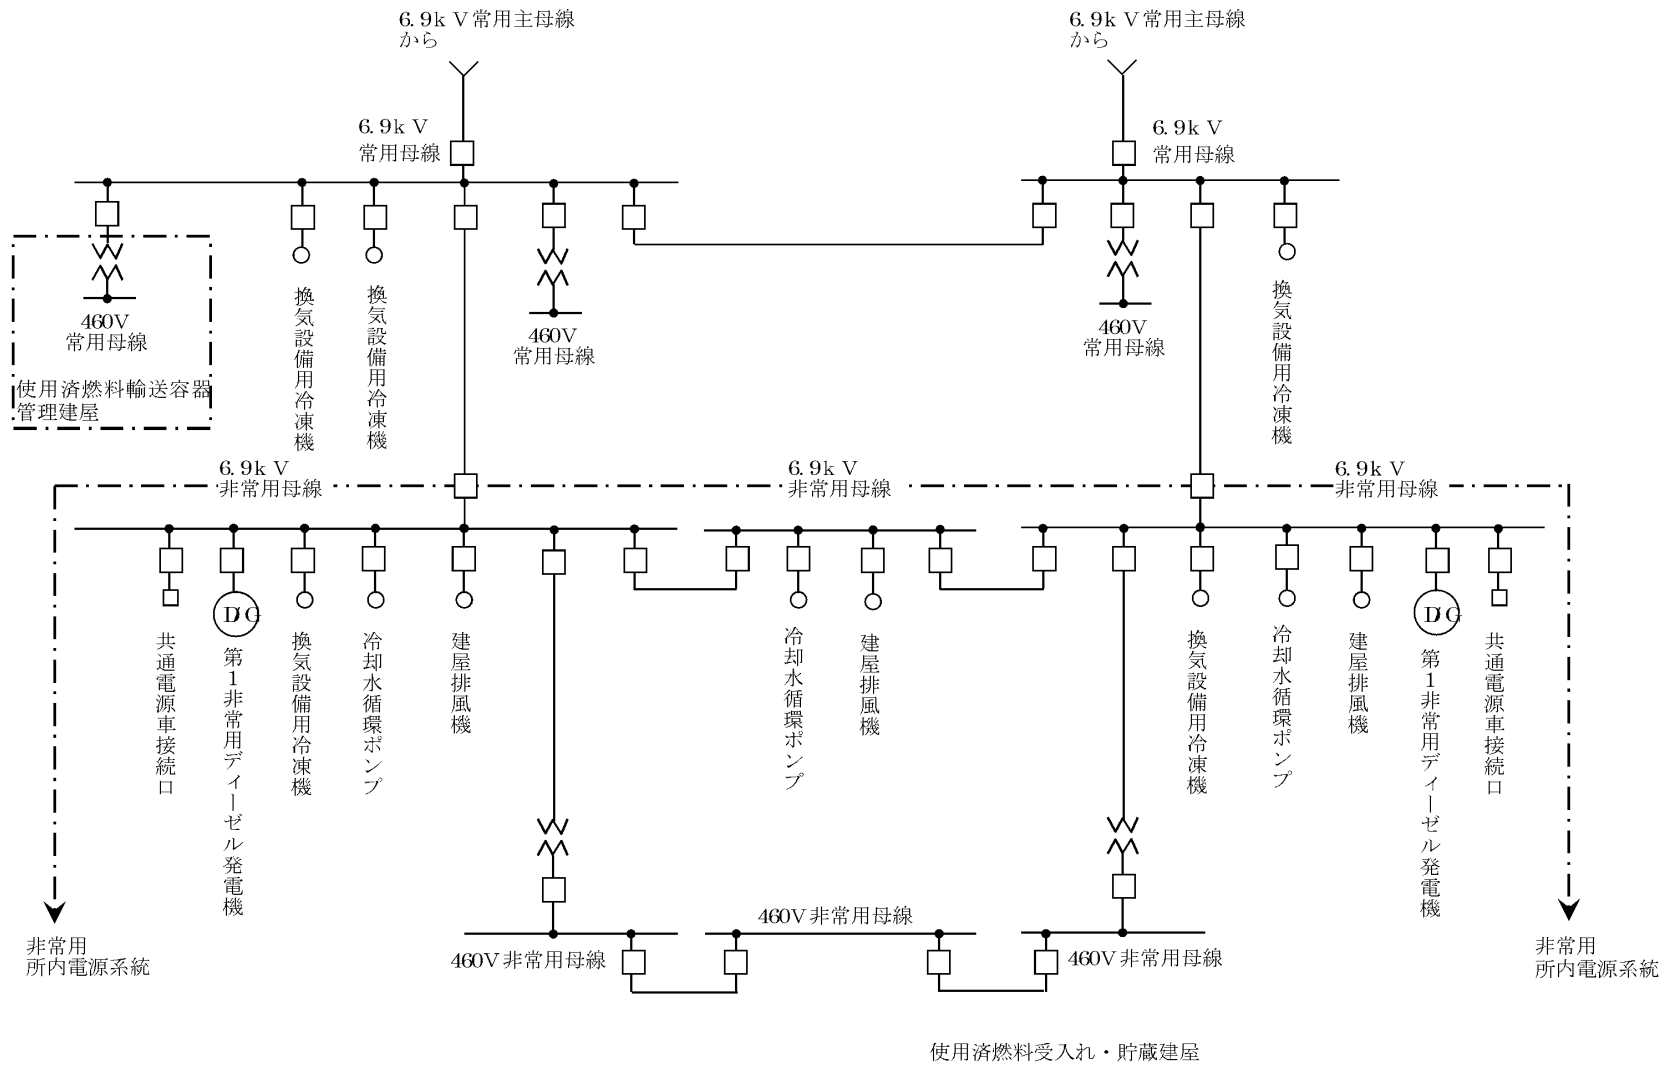 6.9kV常用主母線
から
6.9kV常用主母線
から
6.9kV
常用母線
6.9kV
常用母線
460V
常用母線
使用済燃料輸送容器
管理建屋
換気設備用冷凍機
換気設備用冷凍機
460V
常用母線
460V
常用母線
換気設備用冷凍機
6.9kV
非常用母線
6.9kV
非常用母線
6.9kV
非常用母線
D/G
D/G
共通電源車接続口
第1非常用ディーゼル発電機
換気設備用冷凍機
冷却水循環ポンプ
建屋排風機
冷却水循環ポンプ
建屋排風機
換気設備用冷凍機
冷却水循環ポンプ
建屋排風機
第1非常用ディーゼル発電機
共通電源車接続口
非常用
所内電源系統
460V非常用母線
460V非常用母線
460V非常用母線
非常用
所内電源系統
使用済燃料受入れ・貯蔵建屋